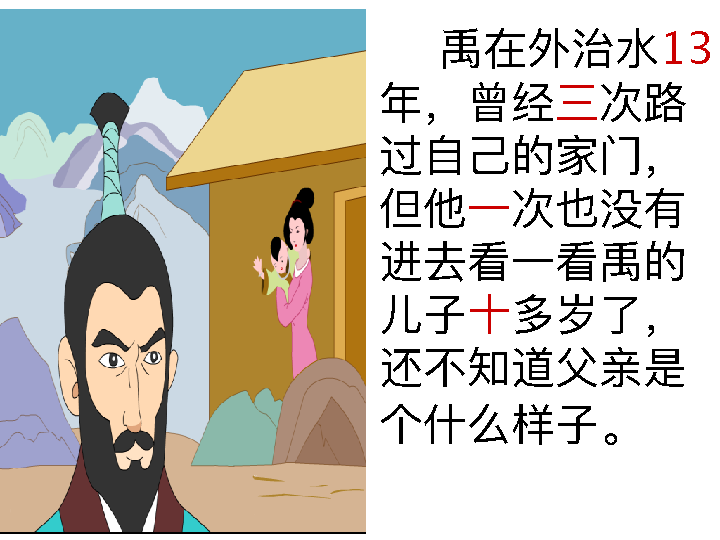 禹在外治水13
年，曾经三次路
过自己的家门，
但他一次也没有
进去看一看禹的
儿子十多岁了，
还不知道父亲是
个什么样子。